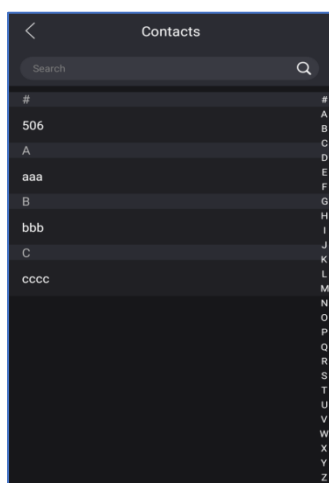 Contacts
Search
#
506
A
aaa
B
bbb
C
cccc
#
A
B
C
D
E
F
G
H
I
J
K
L
M
N
O
P
Q
R
S
T
U
V
W
X
Y
Z